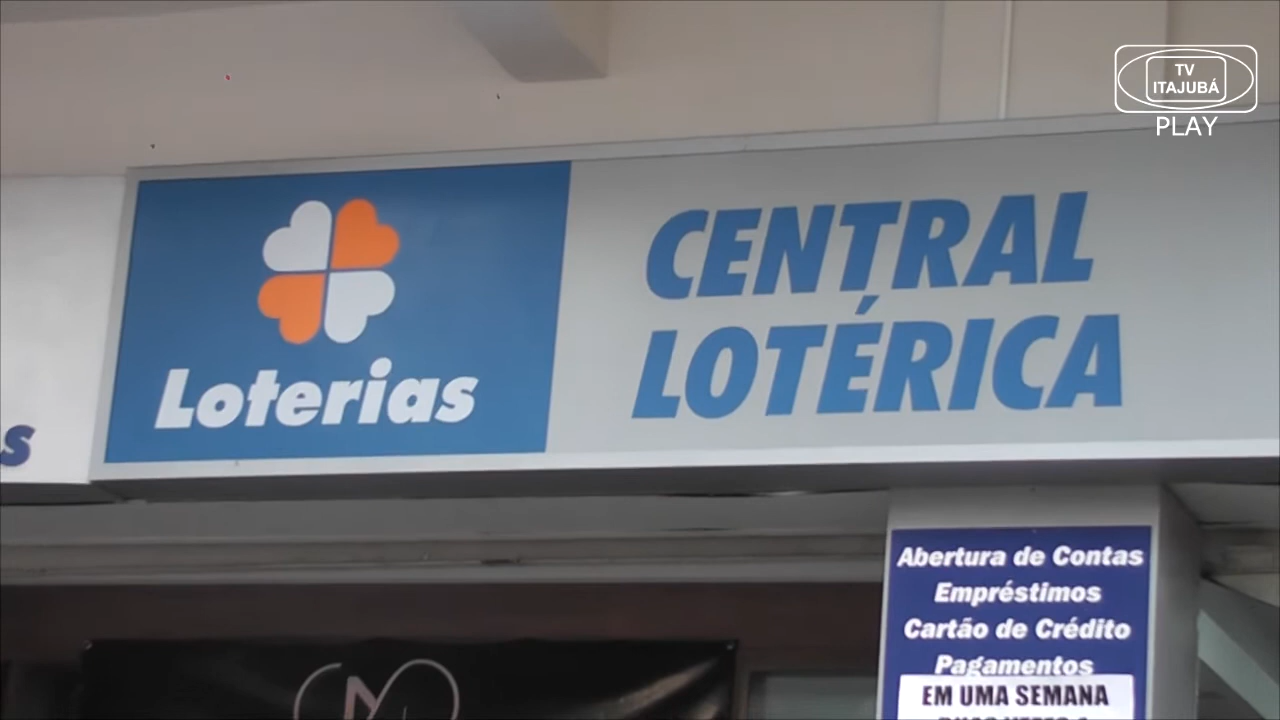 TV
ITAJUBÁ
PLAY
Loterias
CENTRAL
LOTÉRICA
Abertura de Contas
Empréstimos
Cartão de Crédito
Pagamentos
EM UMA SEMANA